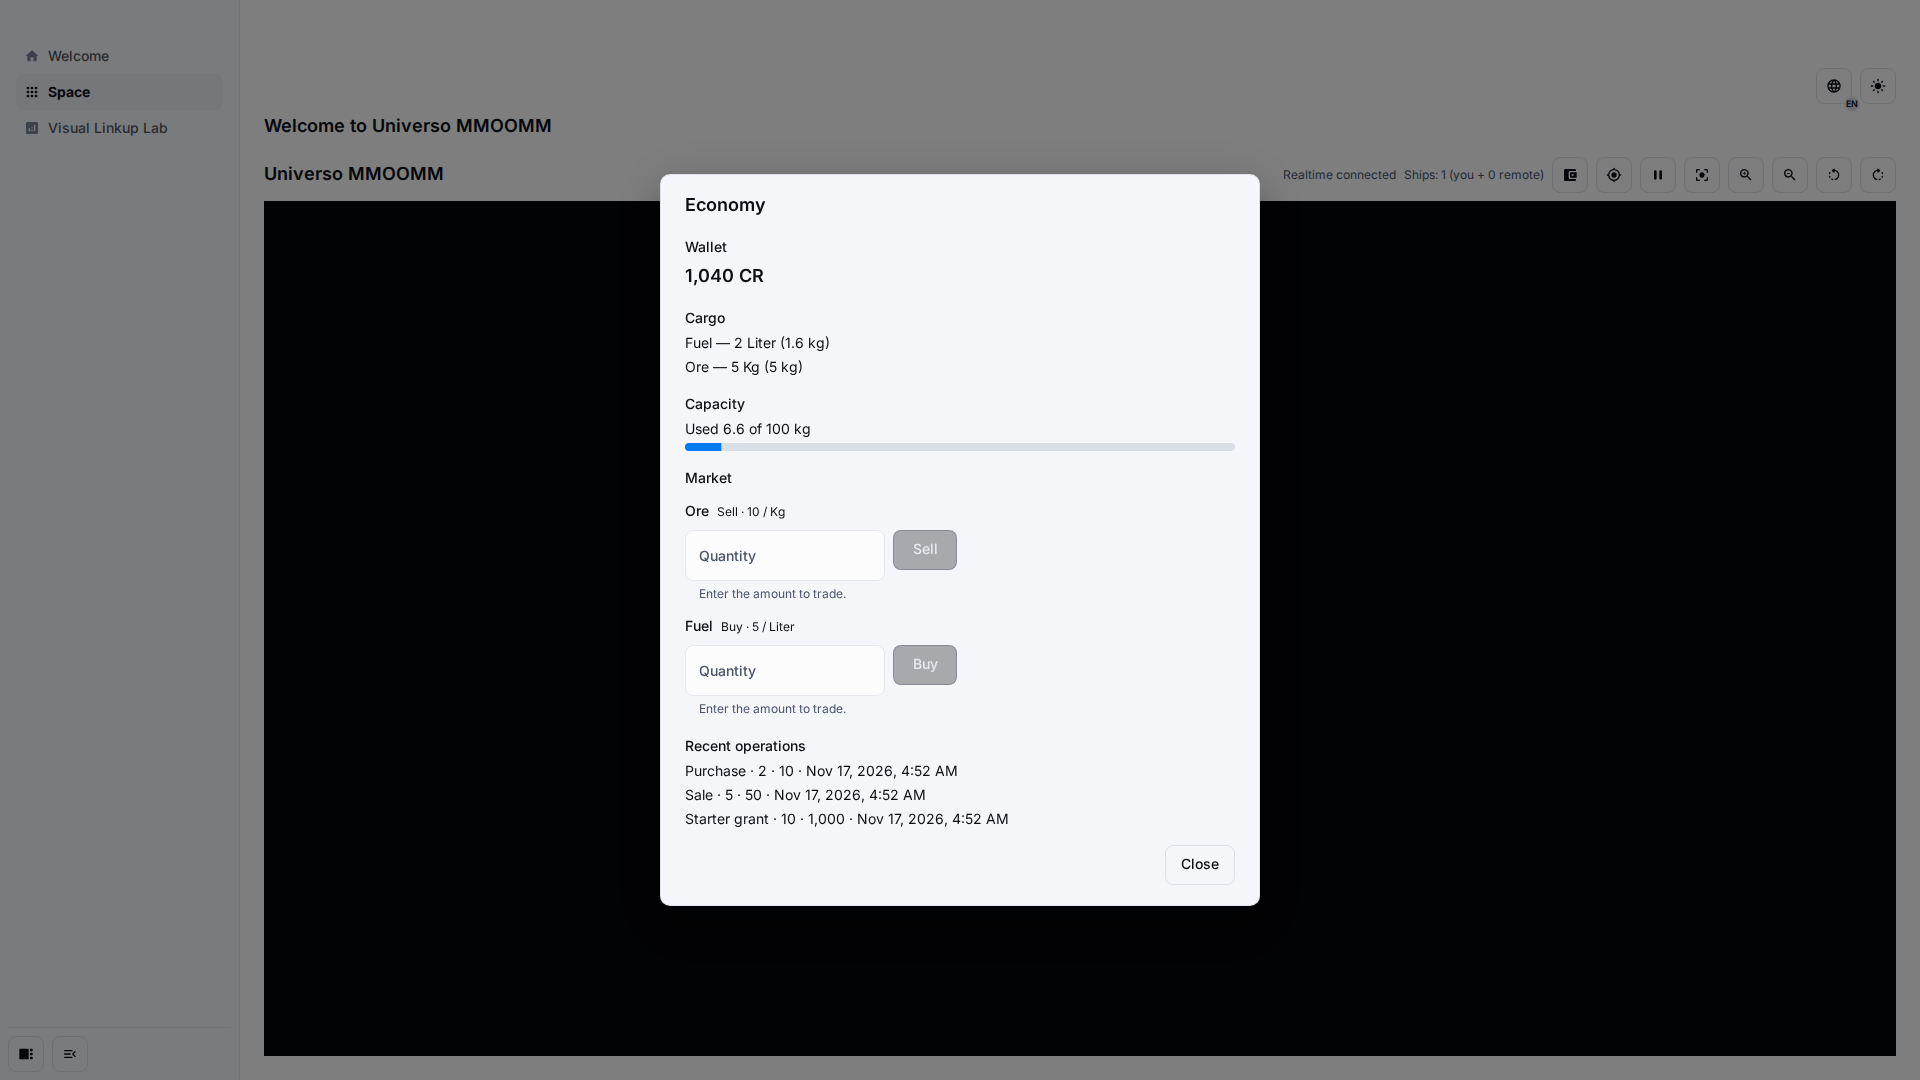 Welcome
Space
Visual Linkup Lab
EN
Welcome to Universo MMOOMM
Universo MMOOMM
Realtime connected Ships: 1 (you + 0 remote)
Economy
Wallet
1,040 CR
Cargo
Fuel — 2 Liter (1.6 kg)
Ore — 5 Kg (5 kg)
Capacity
Used 6.6 of 100 kg
Market
Ore Sell · 10 / Kg
Quantity
Sell
Enter the amount to trade.
Fuel Buy · 5 / Liter
Quantity
Buy
Enter the amount to trade.
Recent operations
Purchase · 2 · 10 · Nov 17, 2026, 4:52 AM
Sale · 5 · 50 · Nov 17, 2026, 4:52 AM
Starter grant · 10 · 1,000 · Nov 17, 2026, 4:52 AM
Close